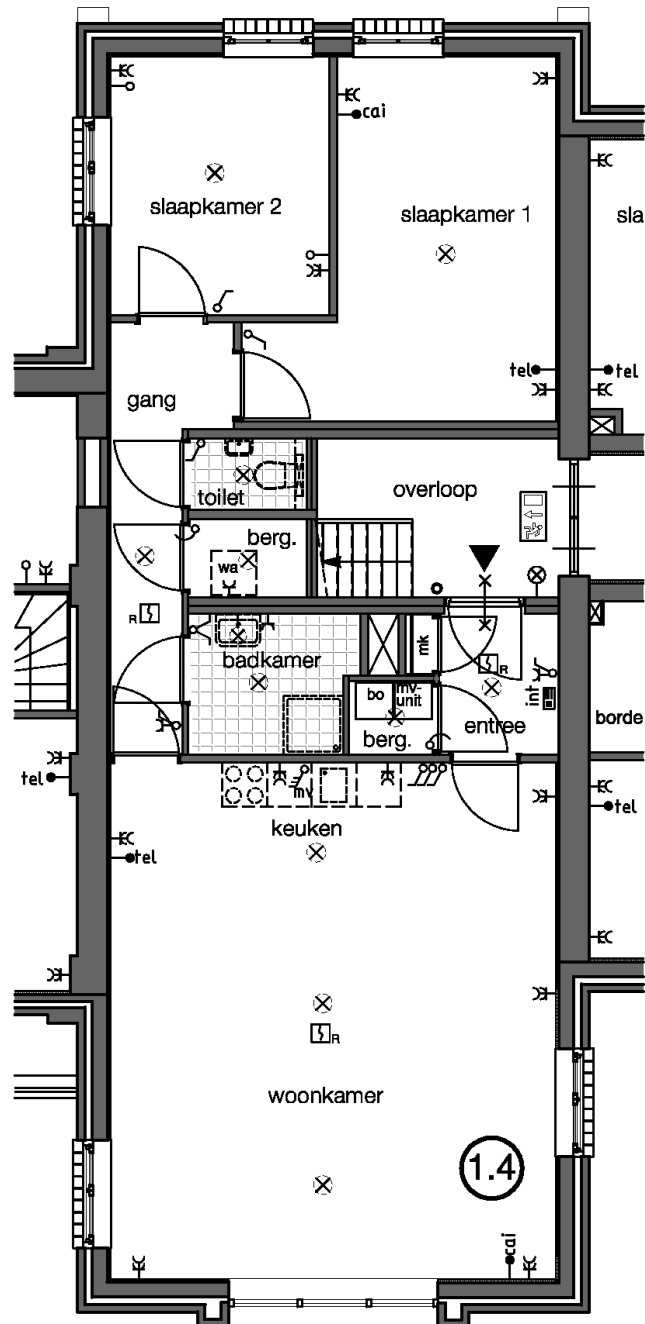 cai
slaapkamer 2
slaapkamer 1
sla
tel
tel
gang
toilet
overloop
berg.
wa
R
badkamer
mk
R
int
bo
mv-
unit
berg.
entree
borde
tel
mv
tel
keuken
tel
R
woonkamer
1.4
cai